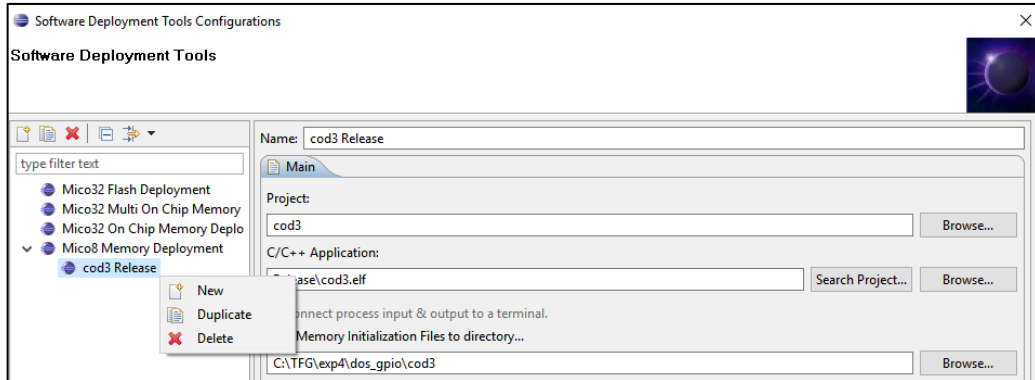 Software Deployment Tools Configurations
Software Deployment Tools
type filter text
Mico32 Flash Deployment
Mico32 Multi On Chip Memory
Mico32 On Chip Memory Deplo
Mico8 Memory Deployment
cod3 Release
New
Duplicate
Delete
Name: cod3 Release
Main
Project:
cod3
Browse...
C/C++ Application:
ase\cod3.elf
Search Project...
Browse...
onnect process input & output to a terminal.
Memory Initialization Files to directory...
C:\TFG\exp4\dos_gpio\cod3
Browse...